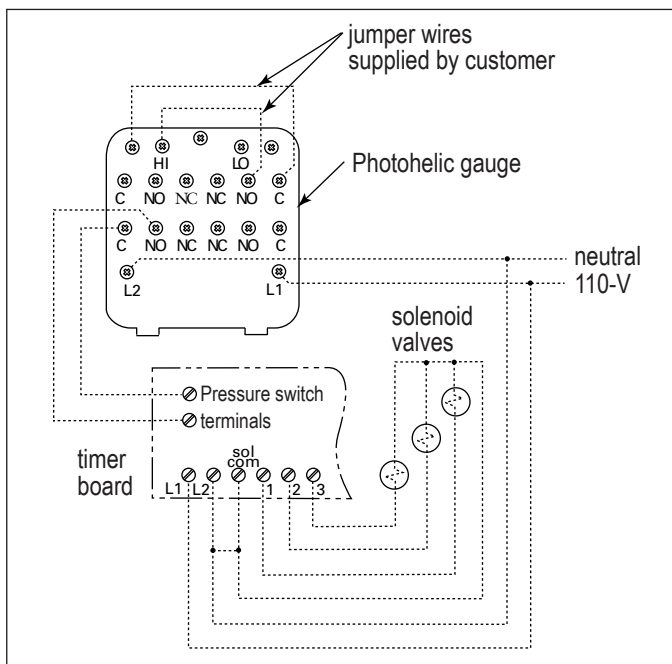 jumper wires
supplied by customer
HI LO
Photohelic gauge
C NO NC NC NO C
C NO NC NC NO C
L2 L1
neutral
110-V
solenoid
valves
Pressure switch
terminals
timer
board
sol
com
L1 L2 1 2 3